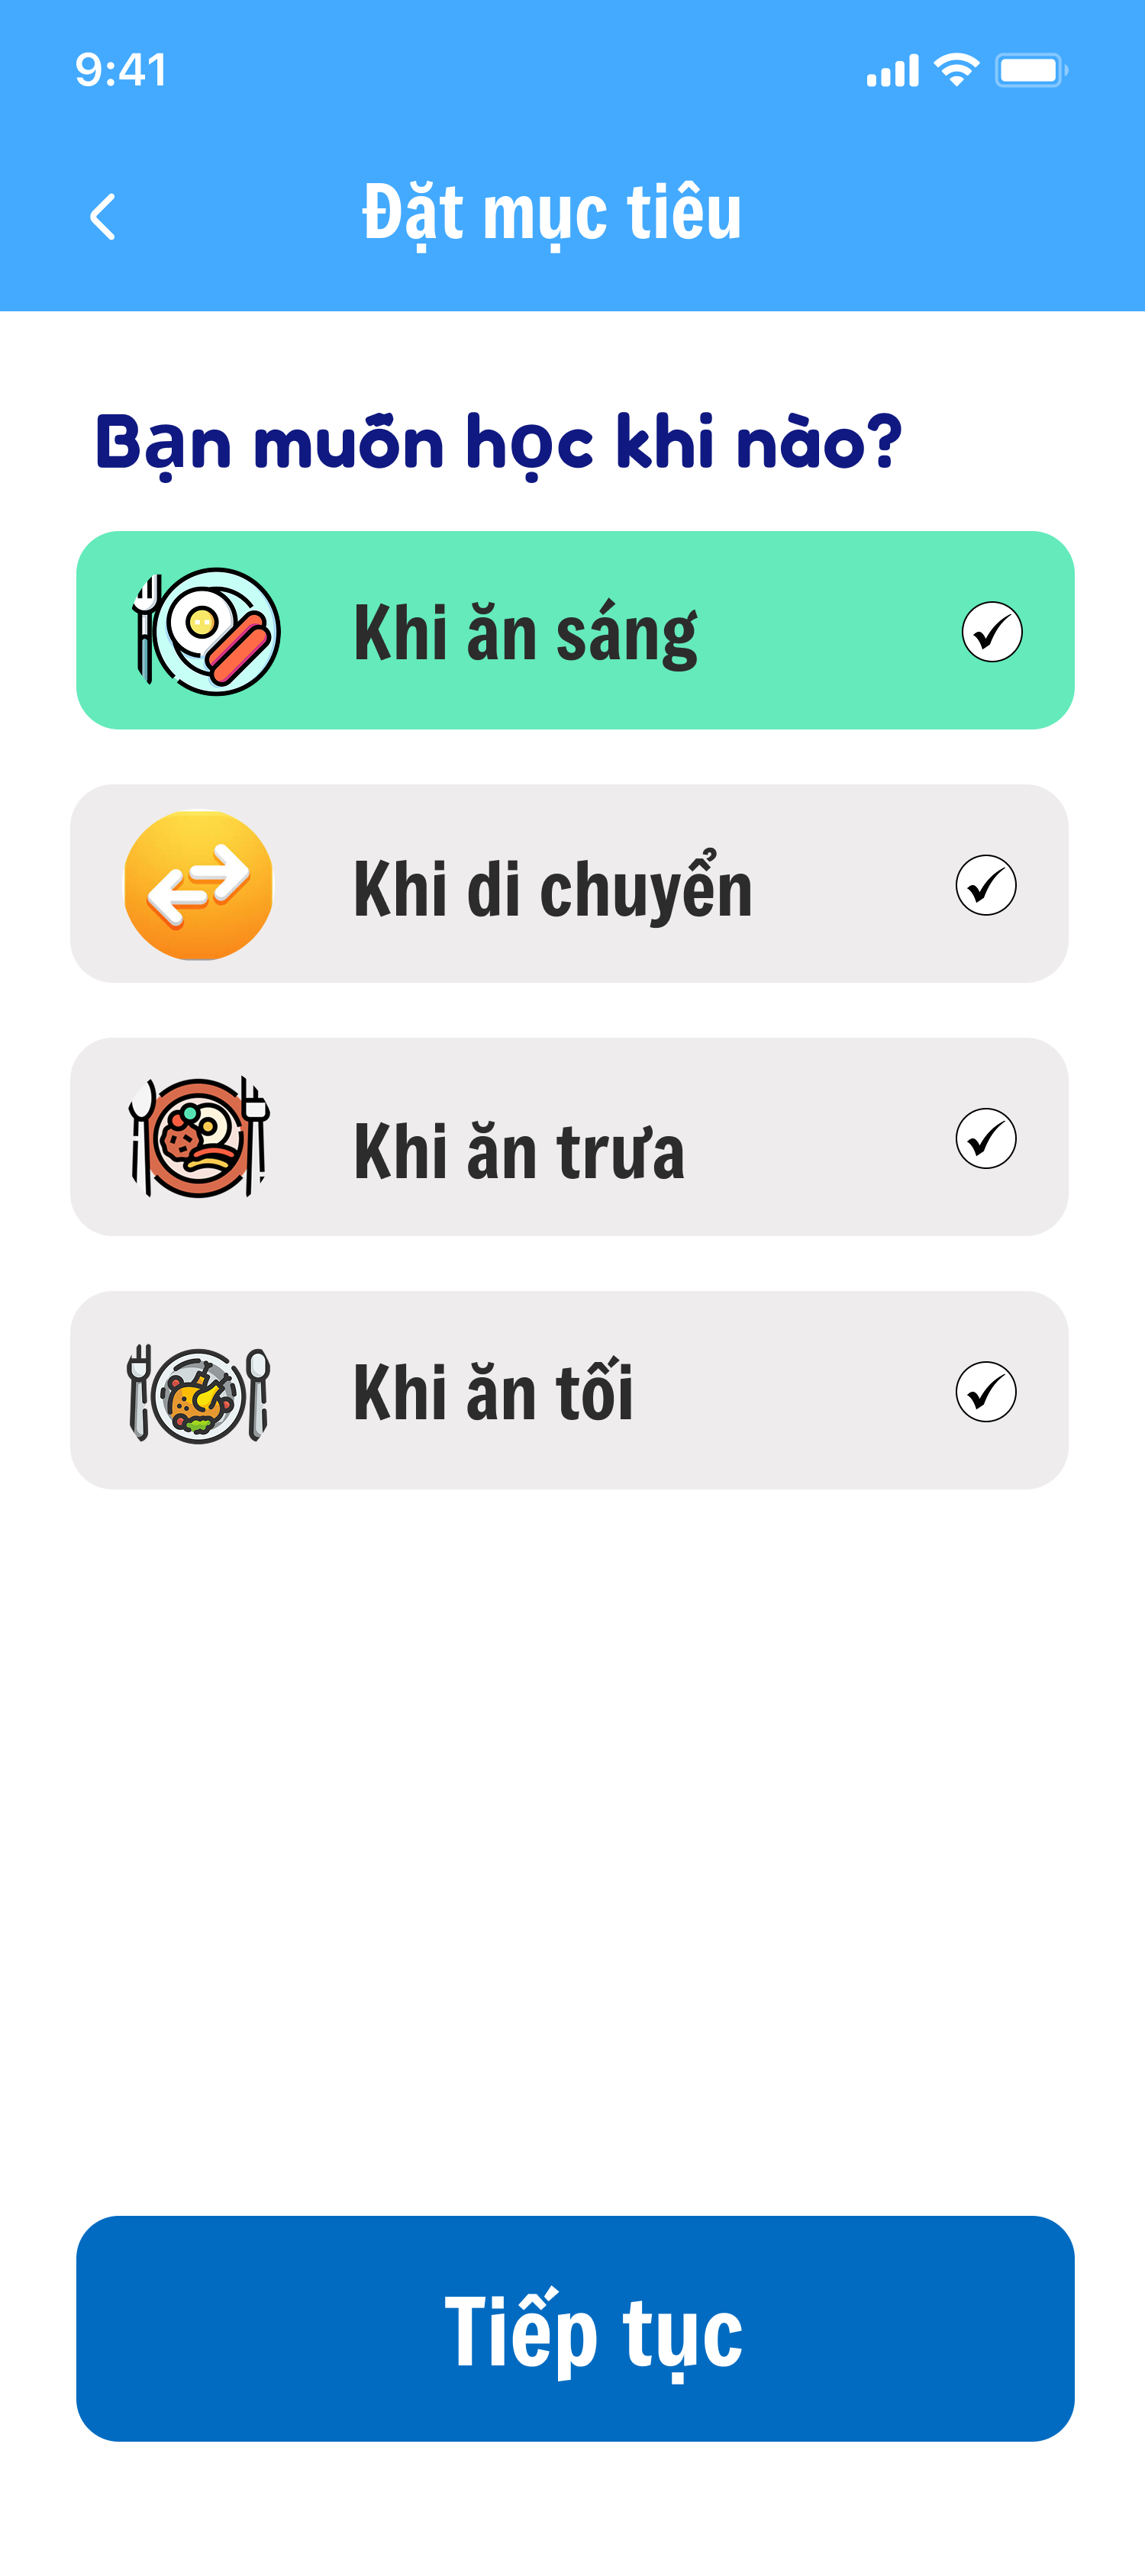 9:41
Đặt mục tiêu
Bạn muốn học khi nào?
Khi ăn sáng
Khi di chuyển
Khi ăn trưa
Khi ăn tối
Tiếp tục